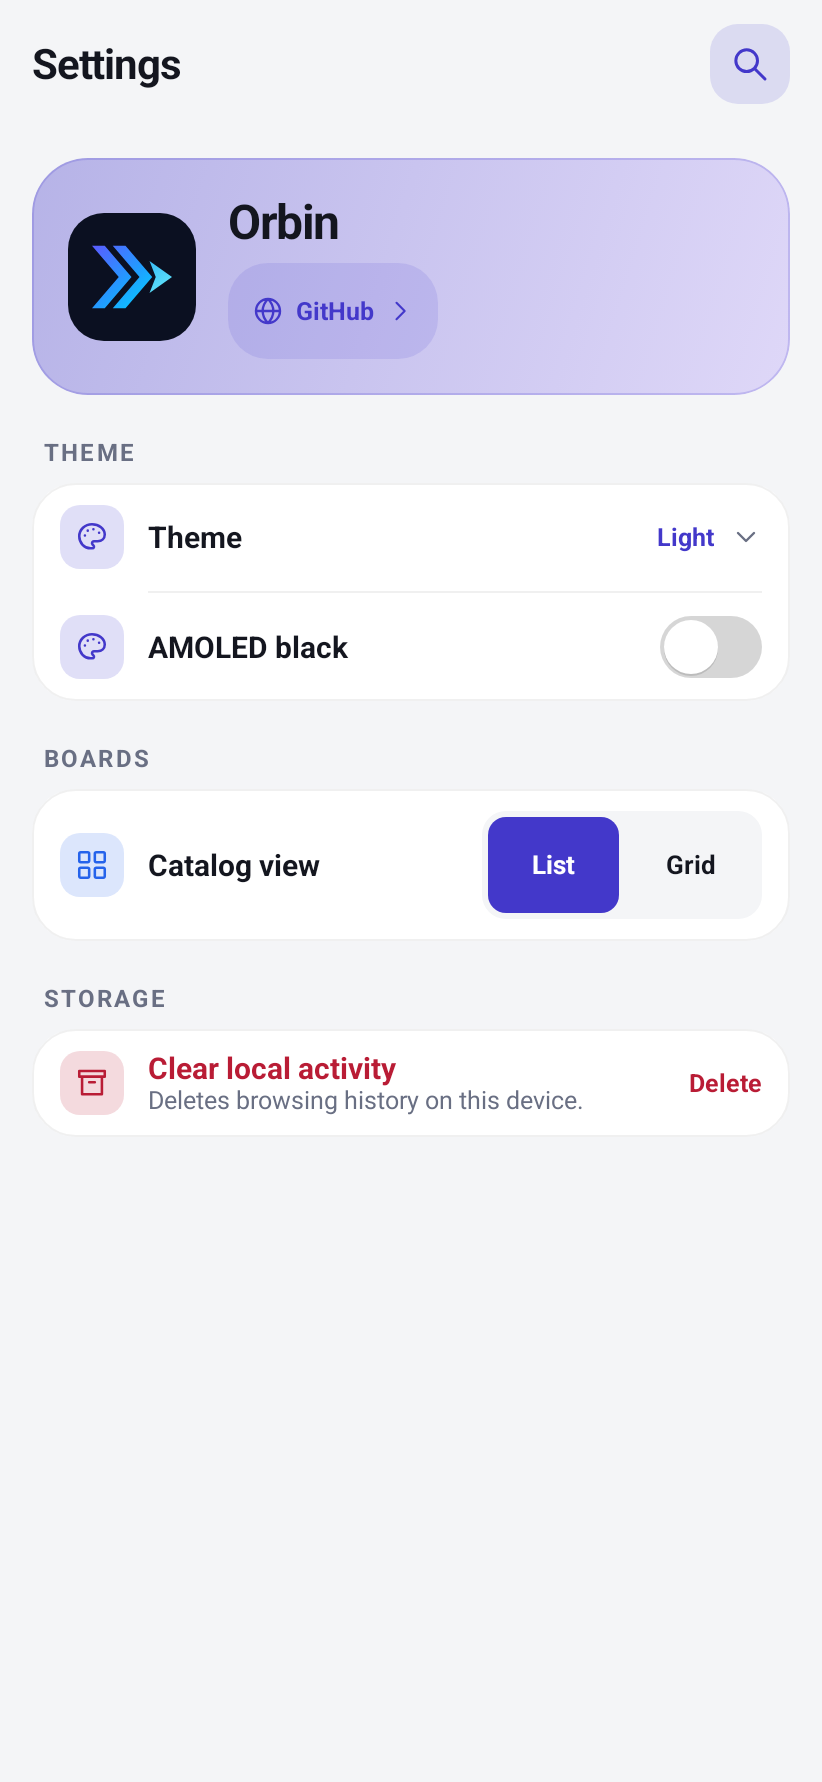 Settings
Orbin
GitHub
THEME
Theme
Light
AMOLED black
BOARDS
Catalog view
List
Grid
STORAGE
Clear local activity
Deletes browsing history on this device.
Delete